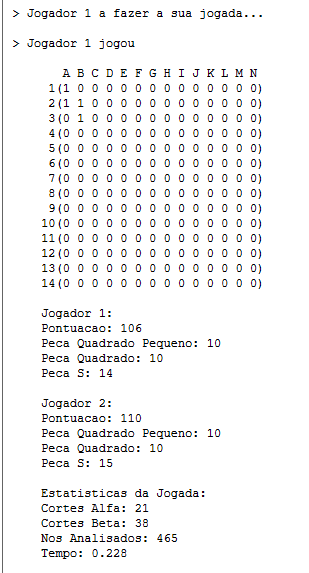 > Jogador 1 a fazer a sua jogada...
> Jogador 1 jogou
A B C D E F G H I J K L M N
1(1 0 0 0 0 0 0 0 0 0 0 0 0 0)
2(1 1 0 0 0 0 0 0 0 0 0 0 0 0)
3(0 1 0 0 0 0 0 0 0 0 0 0 0 0)
4(0 0 0 0 0 0 0 0 0 0 0 0 0 0)
5(0 0 0 0 0 0 0 0 0 0 0 0 0 0)
6(0 0 0 0 0 0 0 0 0 0 0 0 0 0)
7(0 0 0 0 0 0 0 0 0 0 0 0 0 0)
8(0 0 0 0 0 0 0 0 0 0 0 0 0 0)
9(0 0 0 0 0 0 0 0 0 0 0 0 0 0)
10(0 0 0 0 0 0 0 0 0 0 0 0 0 0)
11(0 0 0 0 0 0 0 0 0 0 0 0 0 0)
12(0 0 0 0 0 0 0 0 0 0 0 0 0 0)
13(0 0 0 0 0 0 0 0 0 0 0 0 0 0)
14(0 0 0 0 0 0 0 0 0 0 0 0 0 0)
Jogador 1:
Pontuacao: 106
Peca Quadrado Pequeno: 10
Peca Quadrado: 10
Peca S: 14
Jogador 2:
Pontuacao: 110
Peca Quadrado Pequeno: 10
Peca Quadrado: 10
Peca S: 15
Estatisticas da Jogada:
Cortes Alfa: 21
Cortes Beta: 38
Nos Analisados: 465
Tempo: 0.228